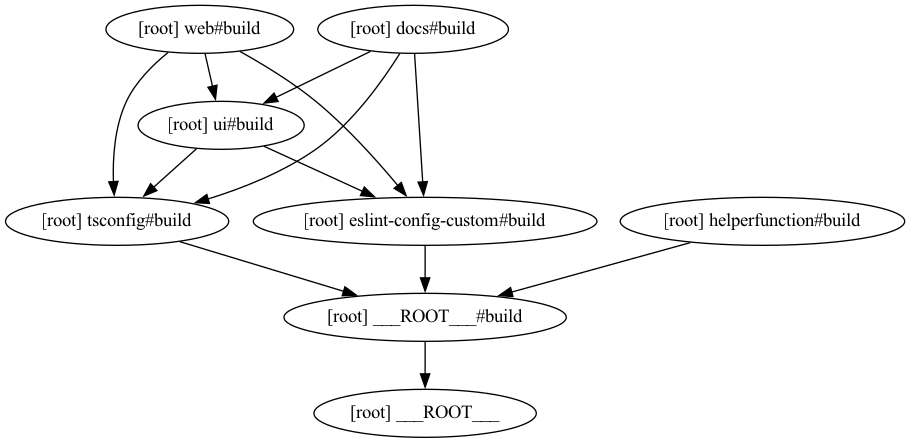 [root] web#build
[root] docs#build
[root] ui#build
[root] tsconfig#build
[root] eslint-config-custom#build
[root] helperfunction#build
[root] ___ROOT___#build
[root] ___ROOT___